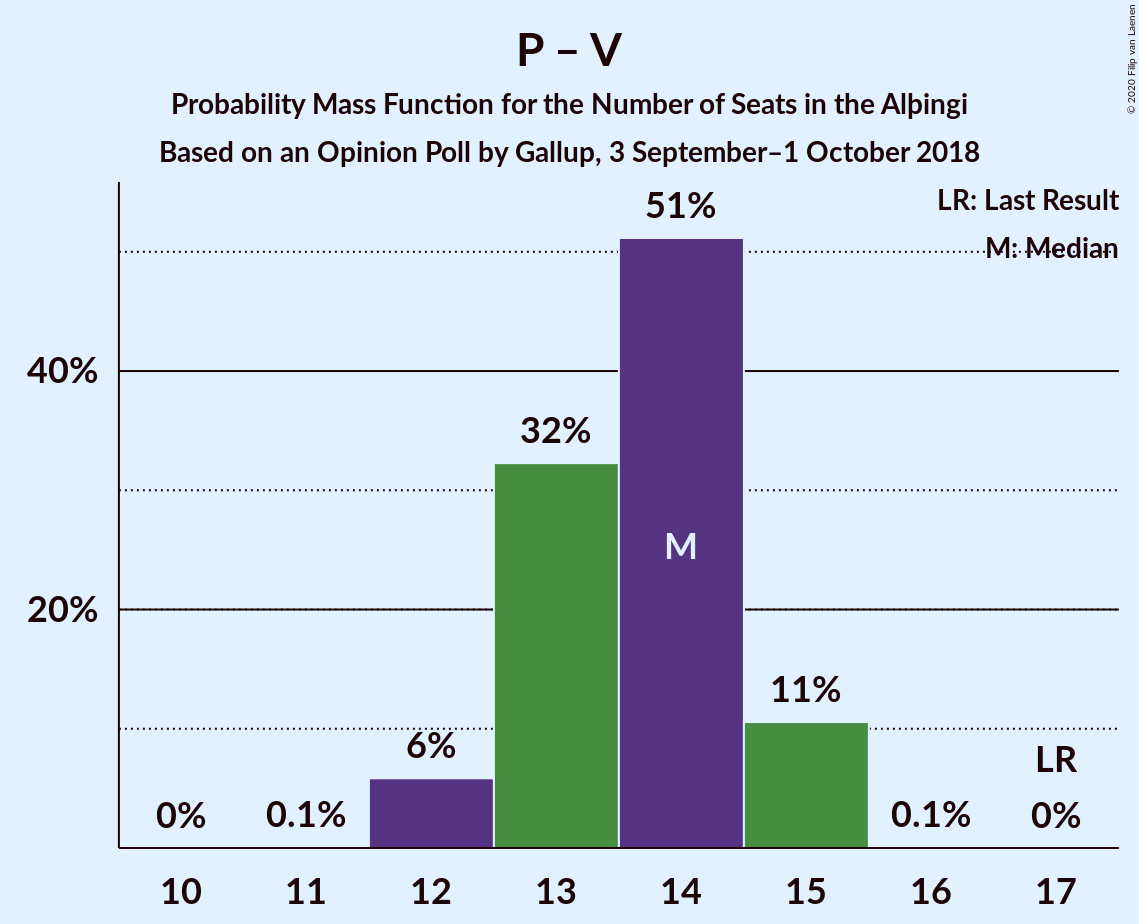 P – V
Probability Mass Function for the Number of Seats in the Alþingi
Based on an Opinion Poll by Gallup, 3 September–1 October 2018
© 2020 Filip van Laenen
LR: Last Result
M: Median
51%
40%
32%
M
20%
11%
6%
LR
0%
0.1%
0.1%
0%
10 11 12 13 14 15 16 17